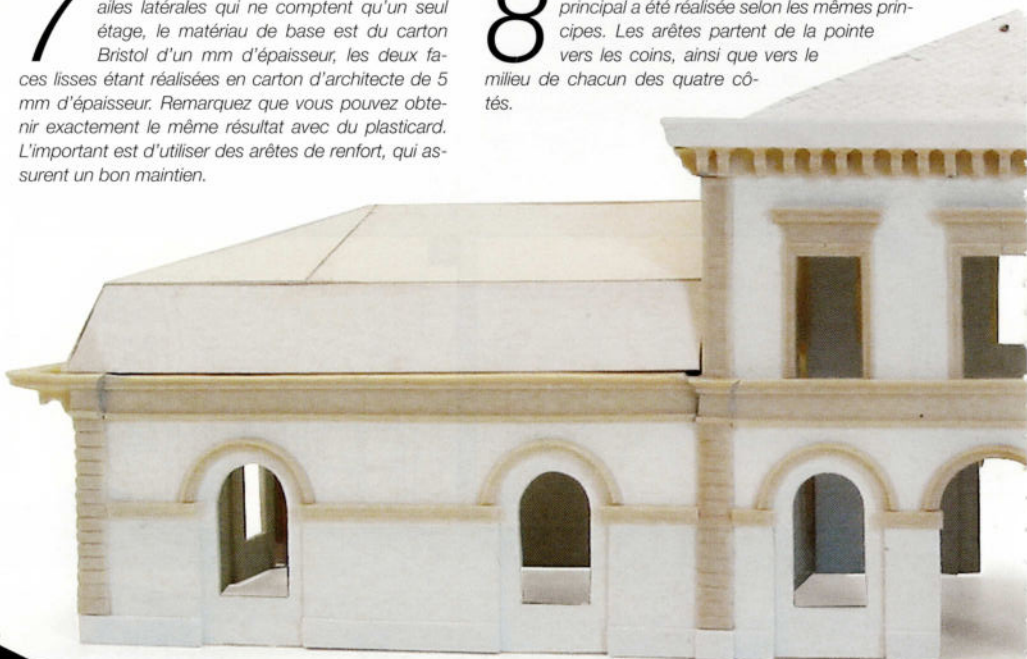 7
ailes latérales qui ne comptent qu'un seul
étage, le matériau de base est du carton
Bristol d'un mm d'épaisseur, les deux fa-
ces lisses étant réalisées en carton d'architecte de 5
mm d'épaisseur. Remarquez que vous pouvez obte-
nir exactement le même résultat avec du plasticard.
L'important est d'utiliser des arêtes de renfort, qui as-
surent un bon maintien.
8
principal a été réalisée selon les mêmes prin-
cipes. Les arêtes partent de la pointe
vers les coins, ainsi que vers le
milieu de chacun des quatre cô-
tés.